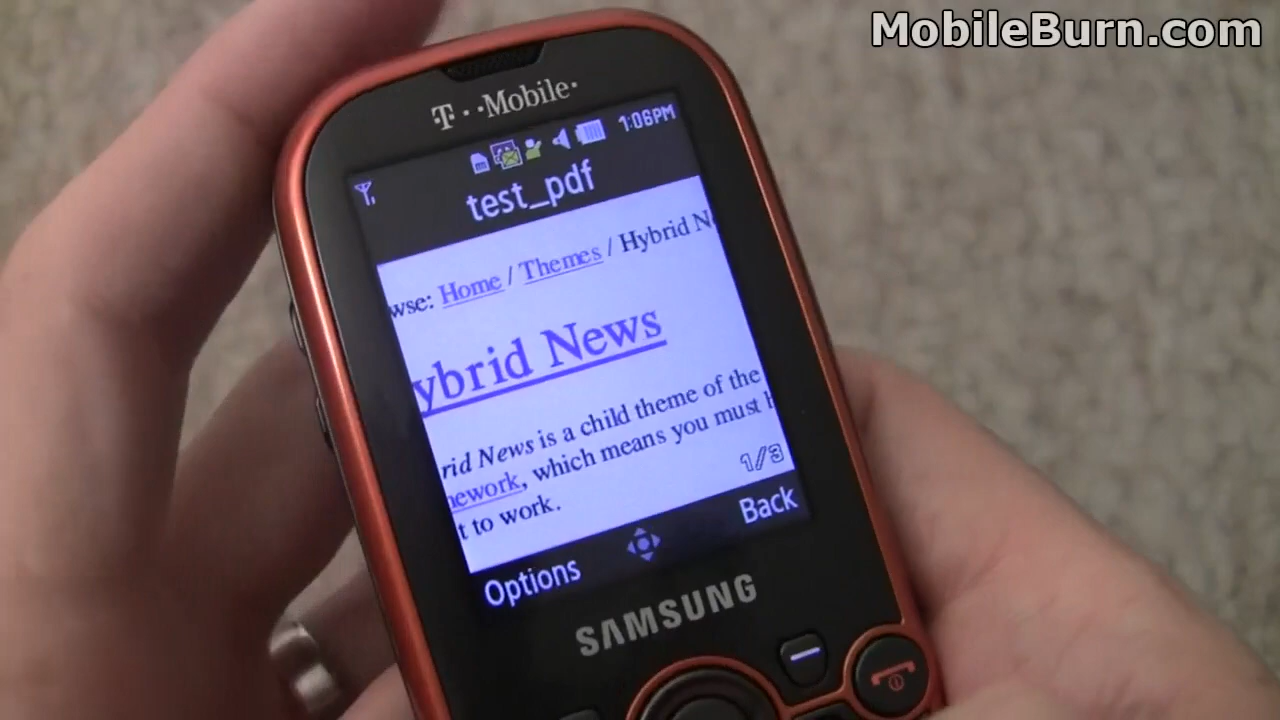 MobileBurn.com
T··Mobile·
1:06PM
test_pdf
wse: Home / Themes / Hybrid N
ybrid News
rid News is a child theme of the
nework, which means you must
t to work.
1/3
Options
Back
SAMSUNG